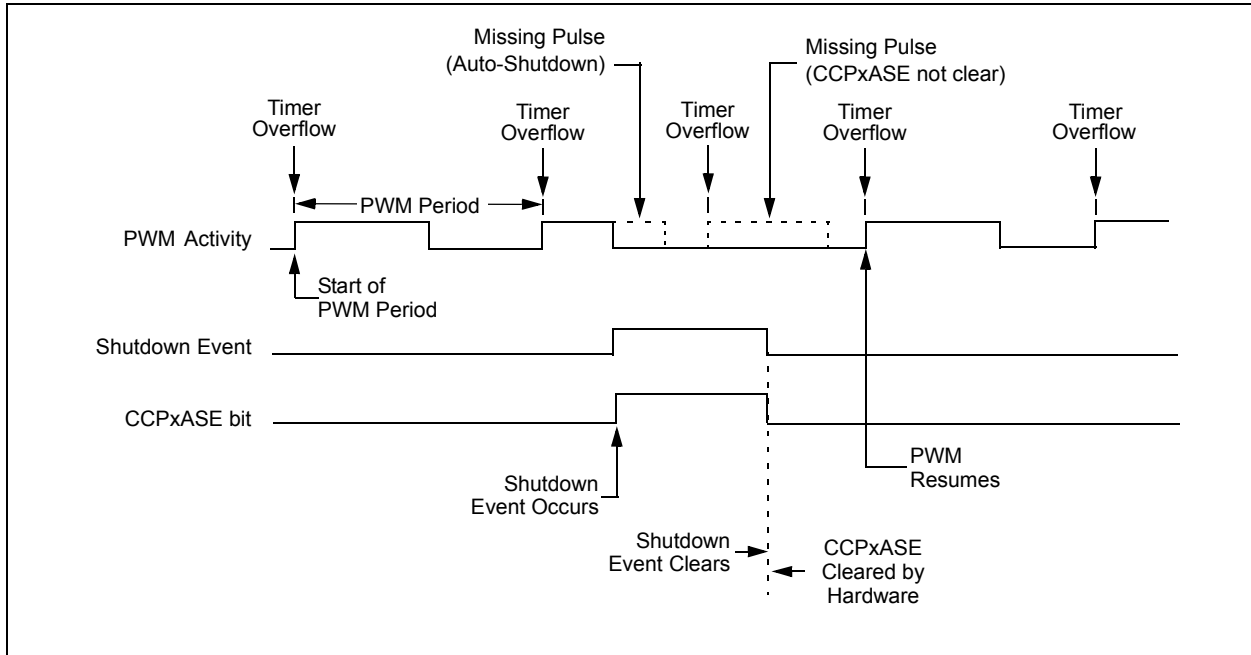 Missing Pulse
(Auto-Shutdown)
Missing Pulse
(CCPxASE not clear)
Timer
Overflow
Timer
Overflow
Timer
Overflow
Timer
Overflow
Timer
Overflow
PWM Period
PWM Activity
Start of
PWM Period
Shutdown Event
CCPxASE bit
Shutdown
Event Occurs
PWM
Resumes
Shutdown
Event Clears
CCPxASE
Cleared by
Hardware